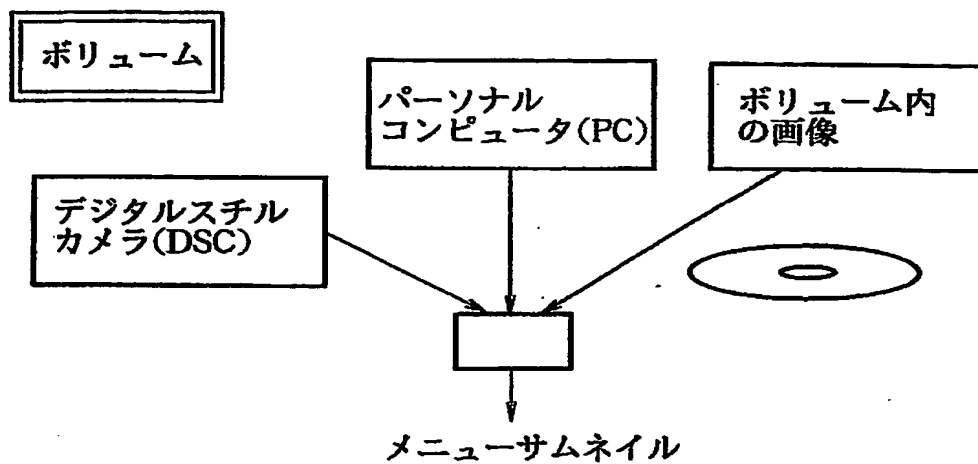 ボリューム
パーソナル
コンピュータ(PC)
ボリューム内
の画像
デジタルスチル
カメラ(DSC)
メニューサムネイル